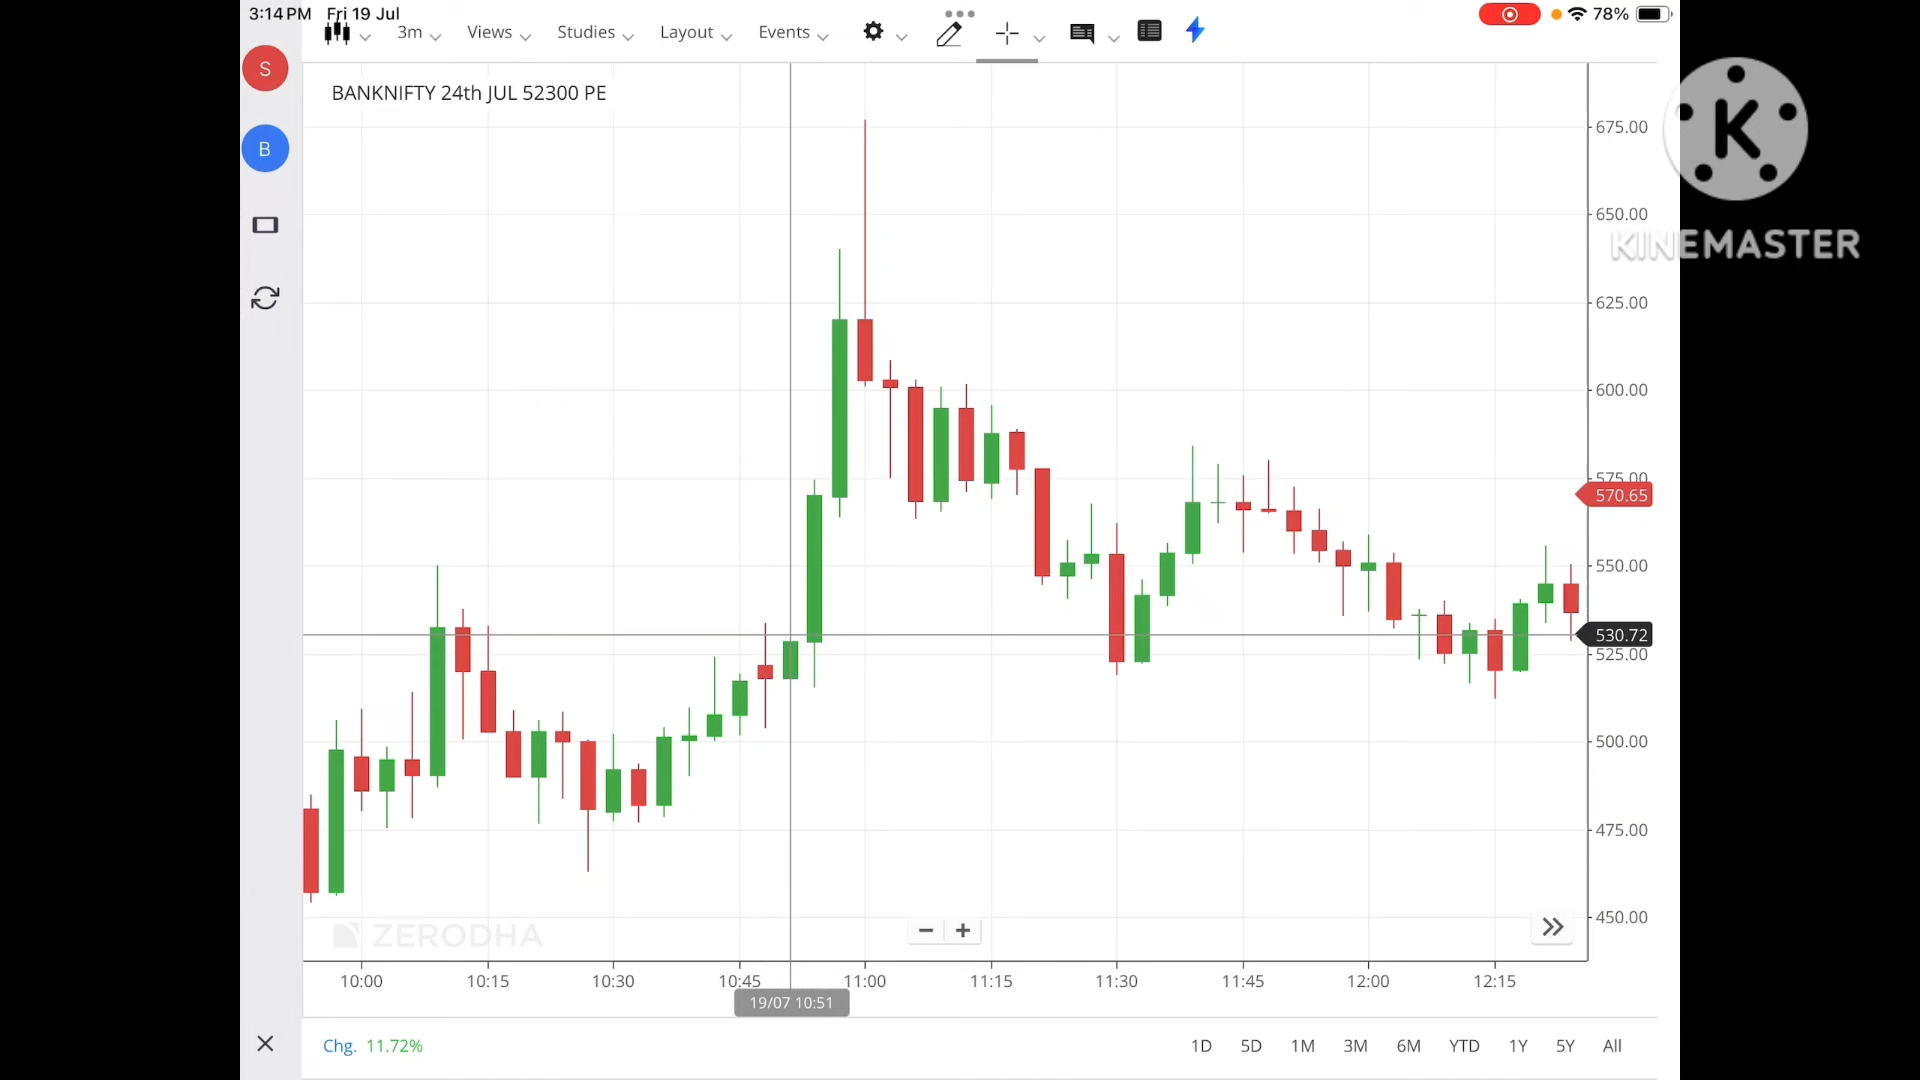 3:14PM Fri 19 Jul
78%
3m Views Studies Layout Events
S
BANKNIFTY 24th JUL 52300 PE
B
K
KINEMASTER
675.00
650.00
625.00
600.00
575.00
570.65
550.00
530.72
525.00
500.00
475.00
450.00
ZERODHA
− +
10:00 10:15 10:30 10:45 11:00 11:15 11:30 11:45 12:00 12:15
19/07 10:51
Chg. 11.72%
1D 5D 1M 3M 6M YTD 1Y 5Y All